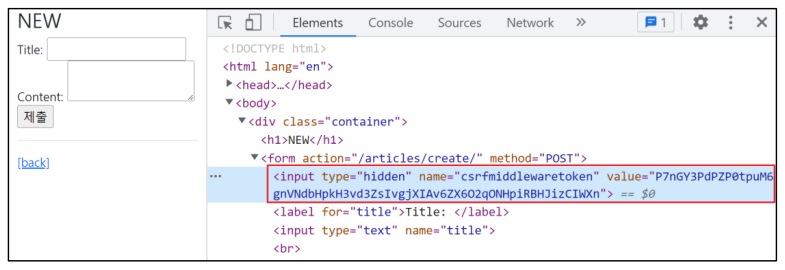 NEW
Title:
Content:
제출
[back]
Elements Console Sources Network » 1
<!DOCTYPE html>
<html lang="en">
▶<head>…</head>
▼<body>
▼<div class="container">
<h1>NEW</h1>
▼<form action="/articles/create/" method="POST">
<input type="hidden" name="csrfmiddlewaretoken" value="P7nGY3PdPZP0tpuM6
gnVNdbHpkH3vd3ZsIvgjXIAv6ZX6O2qONHpiRBHJizCIWXn"> == $0
<label for="title">Title: </label>
<input type="text" name="title">
<br>